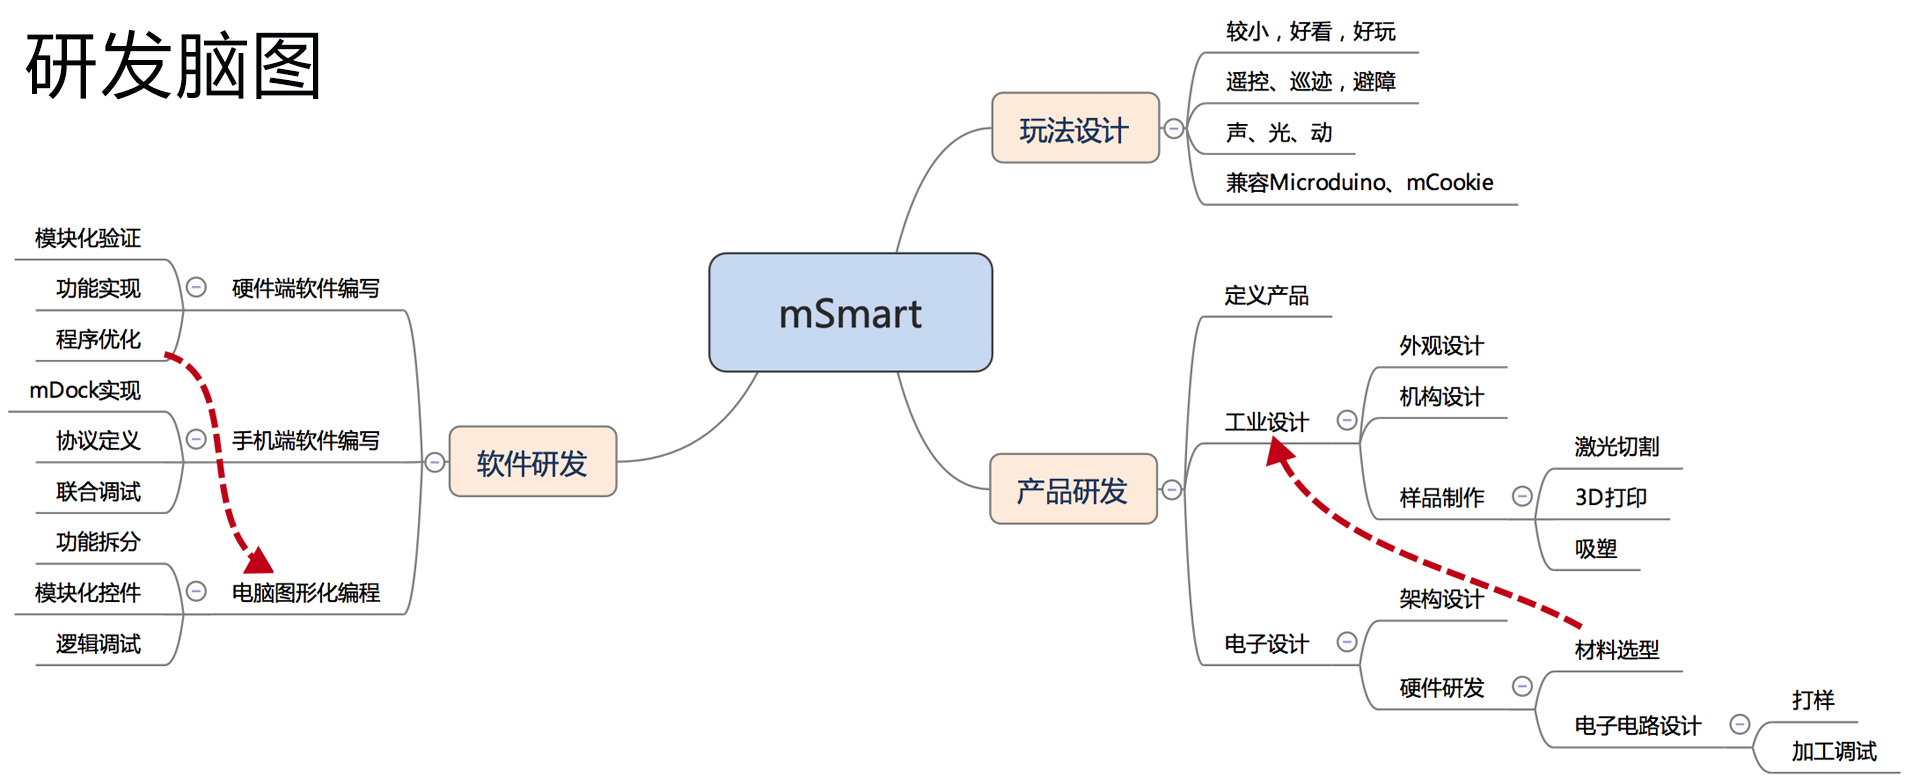 研发脑图
mSmart
玩法设计
较小，好看，好玩
遥控、巡迹，避障
声、光、动
兼容Microduino、mCookie
产品研发
定义产品
工业设计
外观设计
机构设计
样品制作
激光切割
3D打印
吸塑
电子设计
架构设计
硬件研发
材料选型
电子电路设计
打样
加工调试
软件研发
硬件端软件编写
模块化验证
功能实现
程序优化
手机端软件编写
mDock实现
协议定义
联合调试
电脑图形化编程
功能拆分
模块化控件
逻辑调试